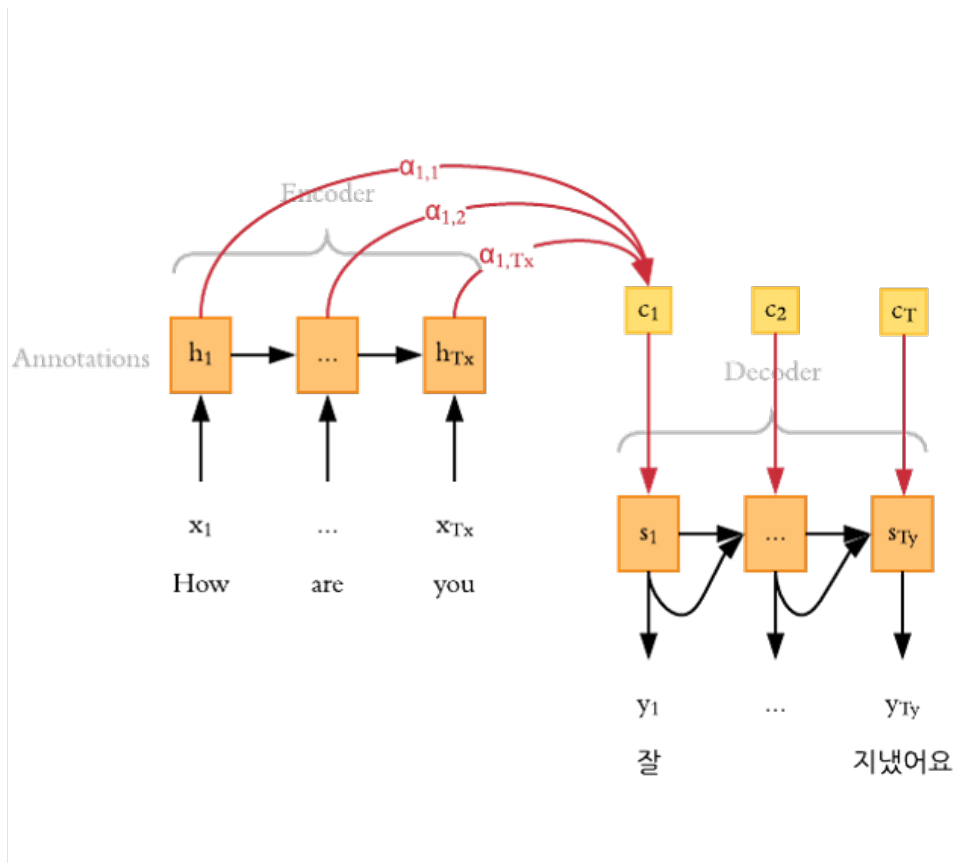 α1,1
Encoder
α1,2
α1,Tx
c1 c2 cT
h1 ... hTx
Annotations
Decoder
x1 ... xTx
s1 ... sTy
How are you
y1 ... yTy
잘 지냈어요